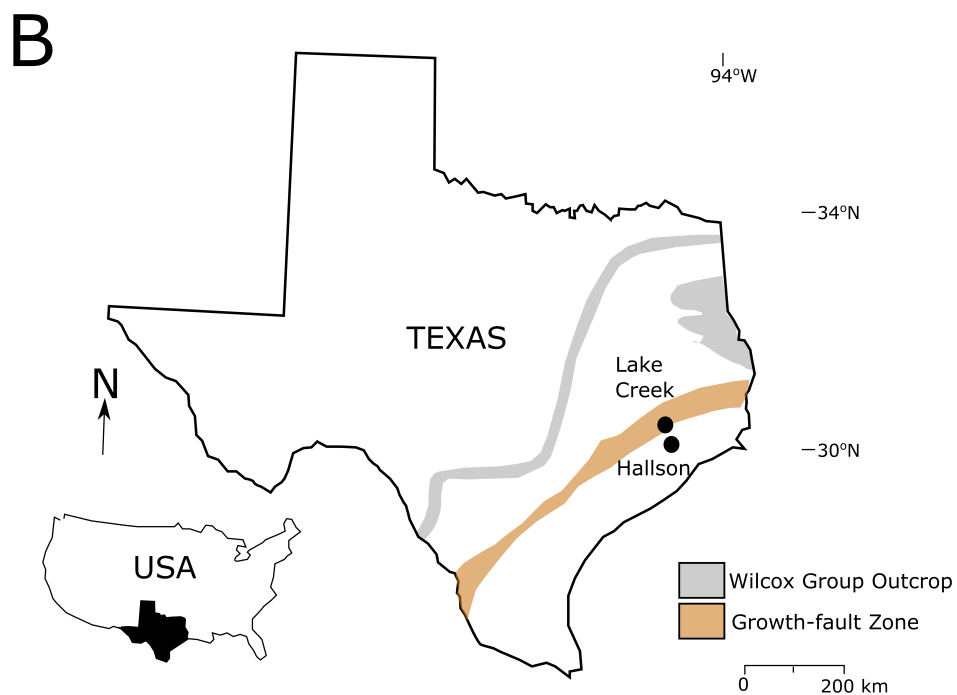 B
94°W
34°N
TEXAS
Lake
Creek
N
30°N
Hallson
USA
Wilcox Group Outcrop
Growth-fault Zone
0 200 km